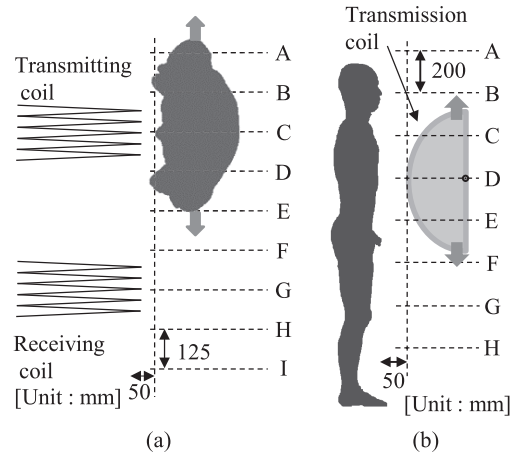 Transmitting
coil
A
B
C
D
E
F
G
H
I
Receiving
coil
125
50
[Unit : mm]
(a)
Transmission
coil
A
200
B
C
D
E
F
G
H
50
[Unit : mm]
(b)